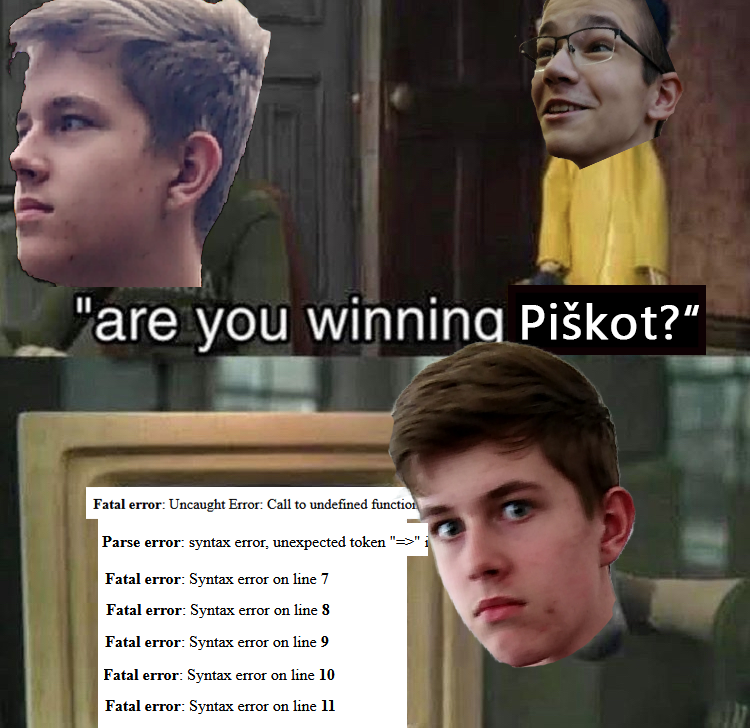 "are you winning Piškot?“
Fatal error: Uncaught Error: Call to undefined function
Parse error: syntax error, unexpected token "=>" i
Fatal error: Syntax error on line 7
Fatal error: Syntax error on line 8
Fatal error: Syntax error on line 9
Fatal error: Syntax error on line 10
Fatal error: Syntax error on line 11